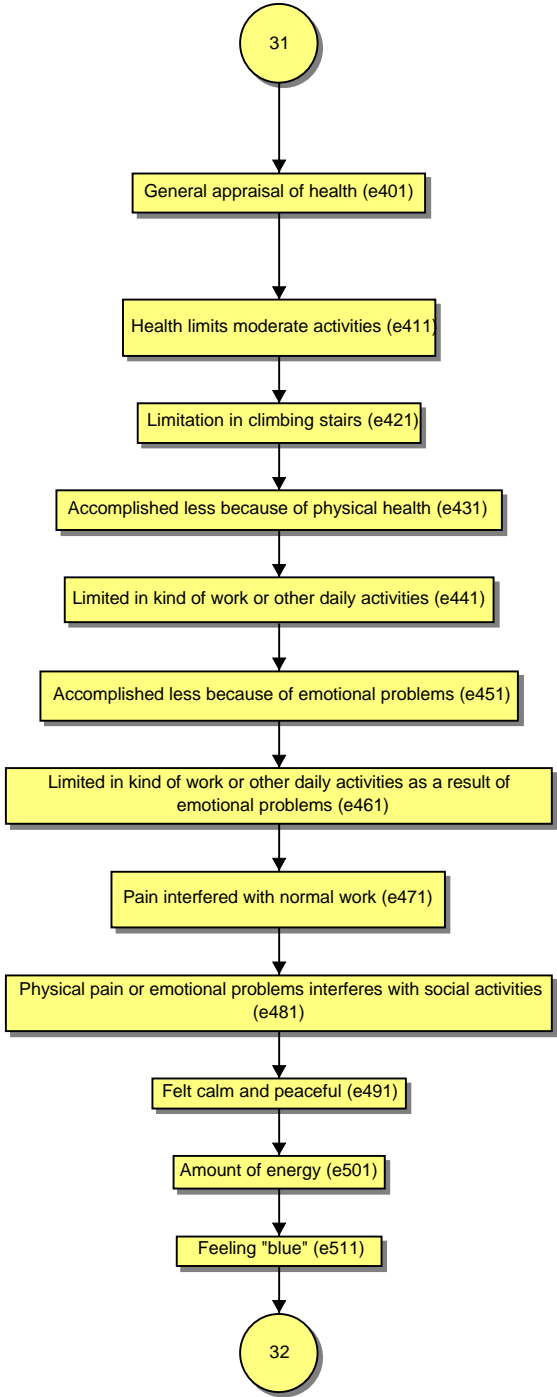 31
General appraisal of health (e401)
Health limits moderate activities (e411)
Limitation in climbing stairs (e421)
Accomplished less because of physical health (e431)
Limited in kind of work or other daily activities (e441)
Accomplished less because of emotional problems (e451)
Limited in kind of work or other daily activities as a result of
emotional problems (e461)
Pain interfered with normal work (e471)
Physical pain or emotional problems interferes with social activities
(e481)
Felt calm and peaceful (e491)
Amount of energy (e501)
Feeling "blue" (e511)
32